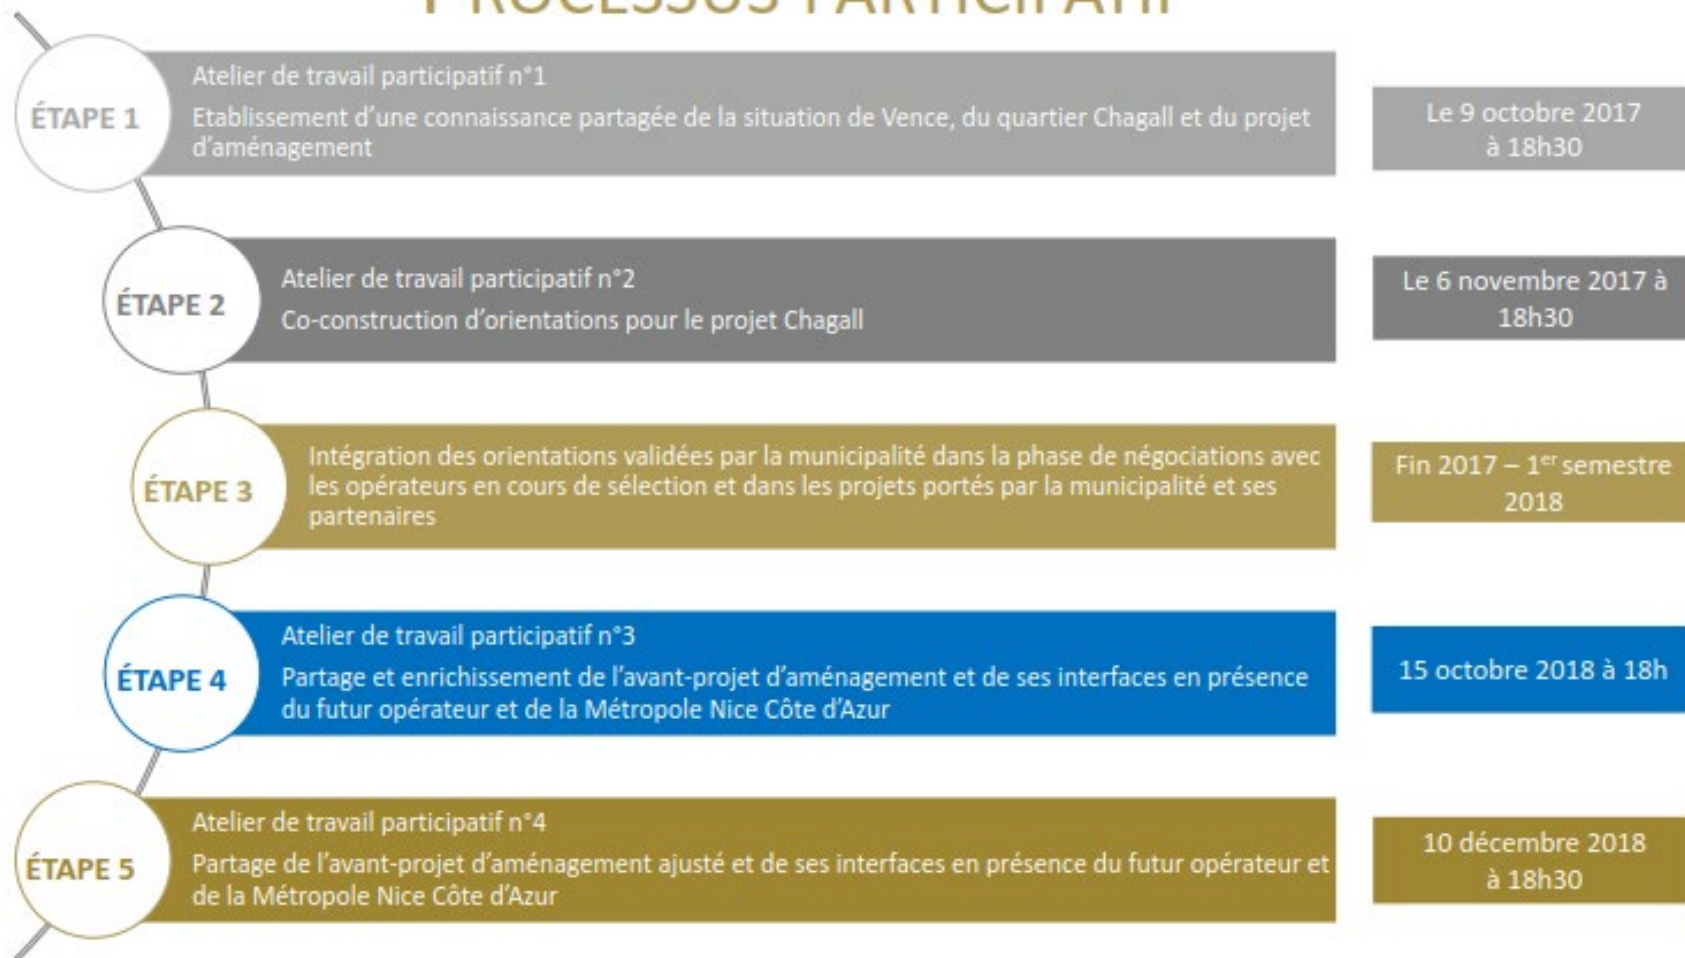 PROCESSUS PARTICIPATIF
ÉTAPE 1
Atelier de travail participatif n°1
Etablissement d'une connaissance partagée de la situation de Vence, du quartier Chagall et du projet
d'aménagement
Le 9 octobre 2017
à 18h30
ÉTAPE 2
Atelier de travail participatif n°2
Co-construction d'orientations pour le projet Chagall
Le 6 novembre 2017 à
18h30
ÉTAPE 3
Intégration des orientations validées par la municipalité dans la phase de négociations avec
les opérateurs en cours de sélection et dans les projets portés par la municipalité et ses
partenaires
Fin 2017 – 1er semestre
2018
ÉTAPE 4
Atelier de travail participatif n°3
Partage et enrichissement de l'avant-projet d'aménagement et de ses interfaces en présence
du futur opérateur et de la Métropole Nice Côte d'Azur
15 octobre 2018 à 18h
ÉTAPE 5
Atelier de travail participatif n°4
Partage de l'avant-projet d'aménagement ajusté et de ses interfaces en présence du futur opérateur et
de la Métropole Nice Côte d'Azur
10 décembre 2018
à 18h30